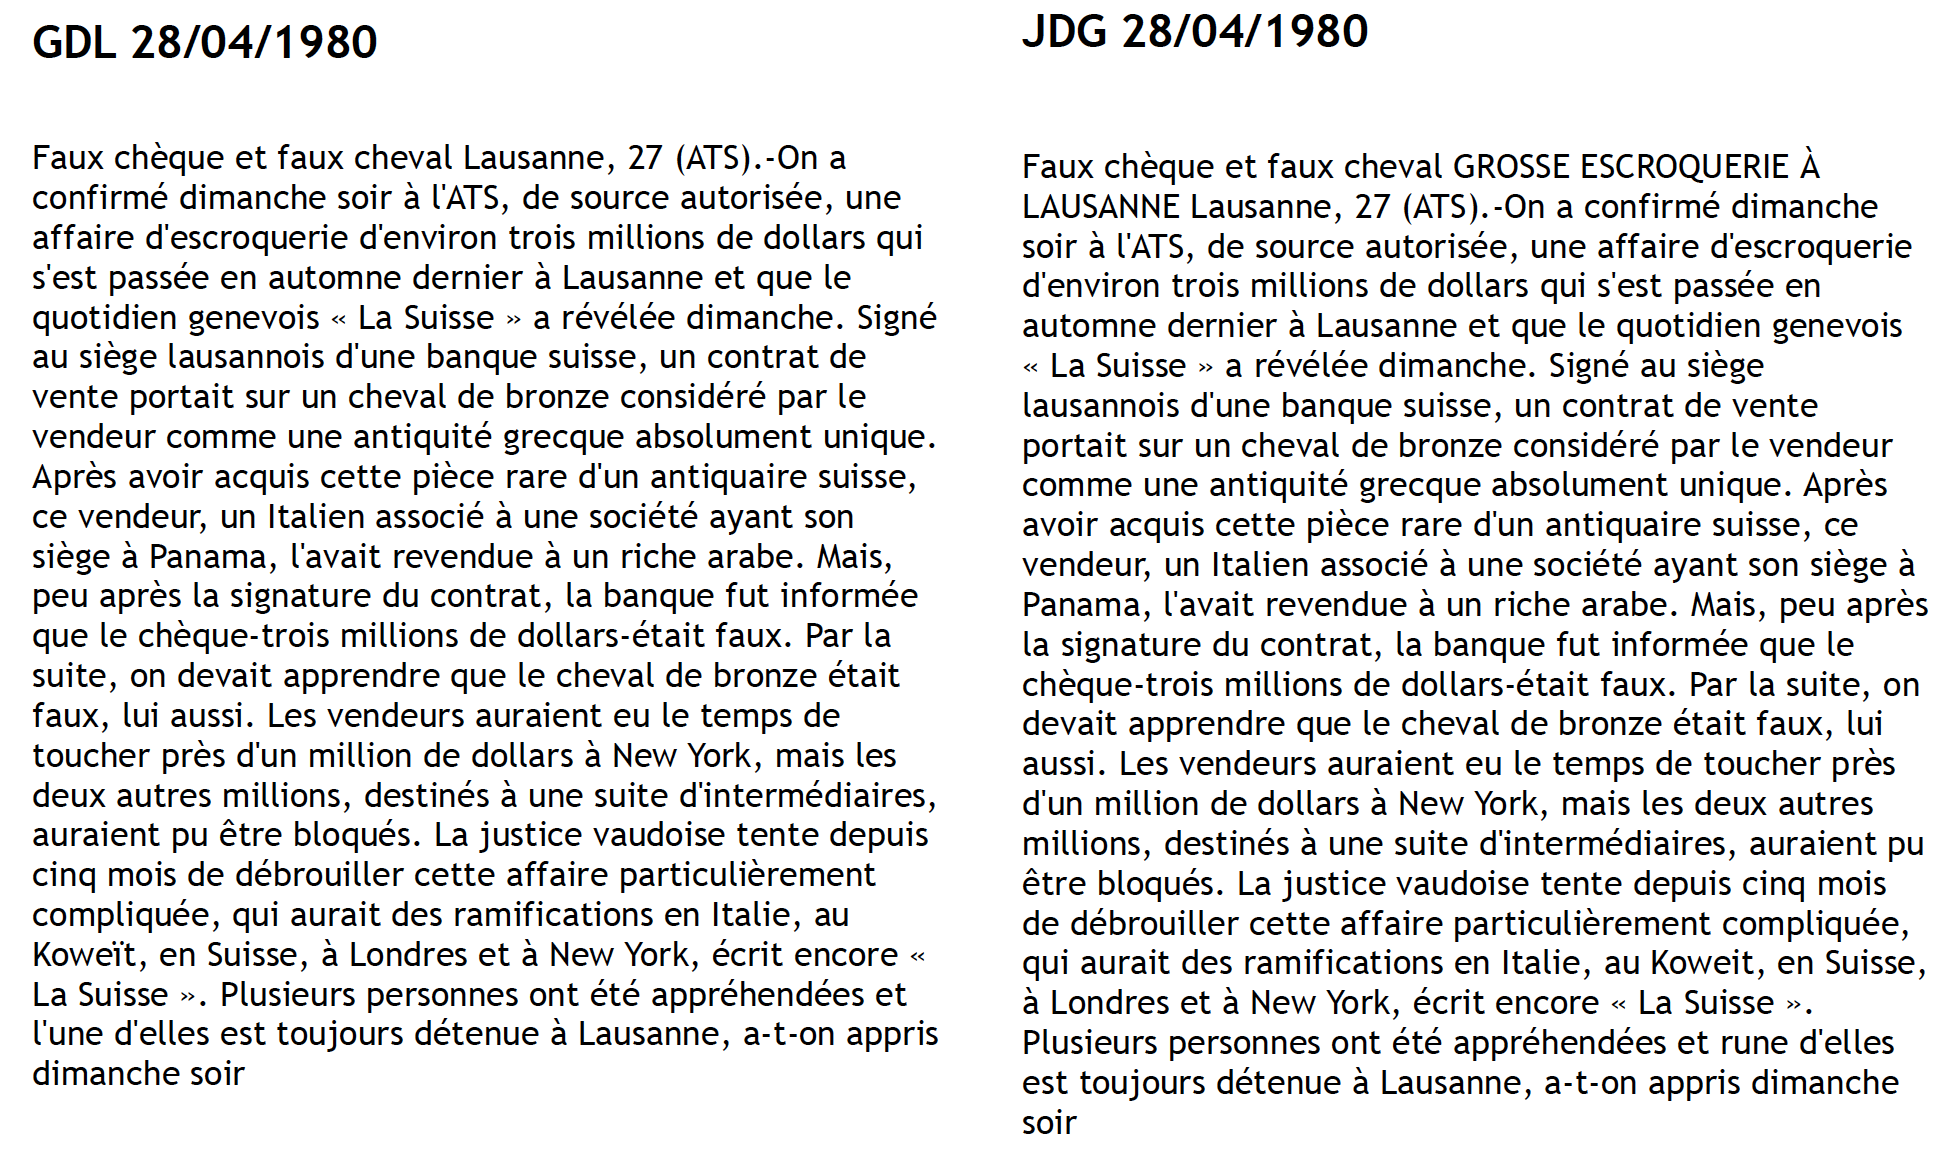 GDL 28/04/1980
Faux chèque et faux cheval Lausanne, 27 (ATS).-On a
confirmé dimanche soir à l'ATS, de source autorisée, une
affaire d'escroquerie d'environ trois millions de dollars qui
s'est passée en automne dernier à Lausanne et que le
quotidien genevois « La Suisse » a révélée dimanche. Signé
au siège lausannois d'une banque suisse, un contrat de
vente portait sur un cheval de bronze considéré par le
vendeur comme une antiquité grecque absolument unique.
Après avoir acquis cette pièce rare d'un antiquaire suisse,
ce vendeur, un Italien associé à une société ayant son
siège à Panama, l'avait revendue à un riche arabe. Mais,
peu après la signature du contrat, la banque fut informée
que le chèque-trois millions de dollars-était faux. Par la
suite, on devait apprendre que le cheval de bronze était
faux, lui aussi. Les vendeurs auraient eu le temps de
toucher près d'un million de dollars à New York, mais les
deux autres millions, destinés à une suite d'intermédiaires,
auraient pu être bloqués. La justice vaudoise tente depuis
cinq mois de débrouiller cette affaire particulièrement
compliquée, qui aurait des ramifications en Italie, au
Koweït, en Suisse, à Londres et à New York, écrit encore «
La Suisse ». Plusieurs personnes ont été appréhendées et
l'une d'elles est toujours détenue à Lausanne, a-t-on appris
dimanche soir
JDG 28/04/1980
Faux chèque et faux cheval GROSSE ESCROQUERIE À
LAUSANNE Lausanne, 27 (ATS).-On a confirmé dimanche
soir à l'ATS, de source autorisée, une affaire d'escroquerie
d'environ trois millions de dollars qui s'est passée en
automne dernier à Lausanne et que le quotidien genevois
« La Suisse » a révélée dimanche. Signé au siège
lausannois d'une banque suisse, un contrat de vente
portait sur un cheval de bronze considéré par le vendeur
comme une antiquité grecque absolument unique. Après
avoir acquis cette pièce rare d'un antiquaire suisse, ce
vendeur, un Italien associé à une société ayant son siège à
Panama, l'avait revendue à un riche arabe. Mais, peu après
la signature du contrat, la banque fut informée que le
chèque-trois millions de dollars-était faux. Par la suite, on
devait apprendre que le cheval de bronze était faux, lui
aussi. Les vendeurs auraient eu le temps de toucher près
d'un million de dollars à New York, mais les deux autres
millions, destinés à une suite d'intermédiaires, auraient pu
être bloqués. La justice vaudoise tente depuis cinq mois
de débrouiller cette affaire particulièrement compliquée,
qui aurait des ramifications en Italie, au Koweit, en Suisse,
à Londres et à New York, écrit encore « La Suisse ».
Plusieurs personnes ont été appréhendées et rune d'elles
est toujours détenue à Lausanne, a-t-on appris dimanche
soir